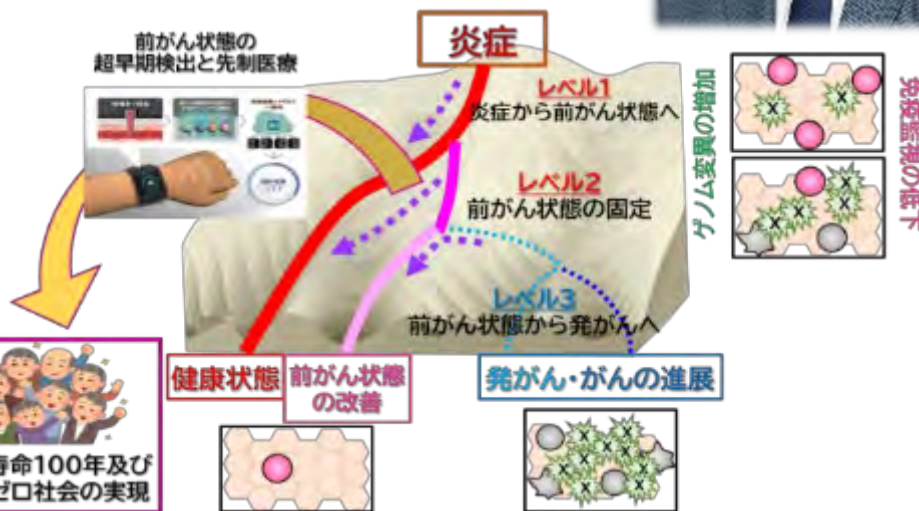 前がん状態の
超早期検出と先制医療
炎症
レベル1
炎症から前がん状態へ
レベル2
前がん状態の固定
レベル3
前がん状態から発がんへ
ゲノム変異の増加
免疫監視の低下
健康状態
前がん状態
の改善
発がん・がんの進展
寿命100年及び
ゼロ社会の実現
X
X
X
X
X
X
X
X
X
X
X
X
X
X